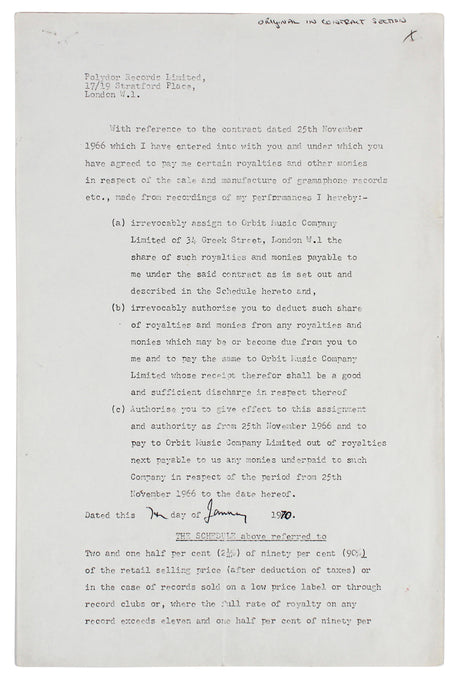 ORIGINAL IN CONTRACT SECTION
X
Polydor Records Limited,
17/19 Stratford Place,
London W.1.
With reference to the contract dated 25th November
1966 which I have entered into with you and under which you
have agreed to pay me certain royalties and other monies
in respect of the sale and manufacture of gramophone records
etc., made from recordings of my performances I hereby:-
(a) irrevocably assign to Orbit Music Company
Limited of 34 Greek Street, London W.1 the
share of such royalties and monies payable to
me under the said contract as is set out and
described in the Schedule hereto and,
(b) irrevocably authorise you to deduct such share
of royalties and monies from any royalties and
monies which may be or become due from you to
me and to pay the same to Orbit Music Company
Limited whose receipt therefor shall be a good
and sufficient discharge in respect thereof
(c) Authorise you to give effect to this assignment
and authority as from 25th November 1966 and to
pay to Orbit Music Company Limited out of royalties
next payable to us any monies underpaid to such
Company in respect of the period from 25th
November 1966 to the date hereof.
Dated this day of January 1970.
THE SCHEDULE above referred to
Two and one half per cent (2½%) of ninety per cent (90%)
of the retail selling price (after deduction of taxes) or
in the case of records sold on a low price label or through
record clubs or, where the full rate of royalty on any
record exceeds eleven and one half per cent of ninety per